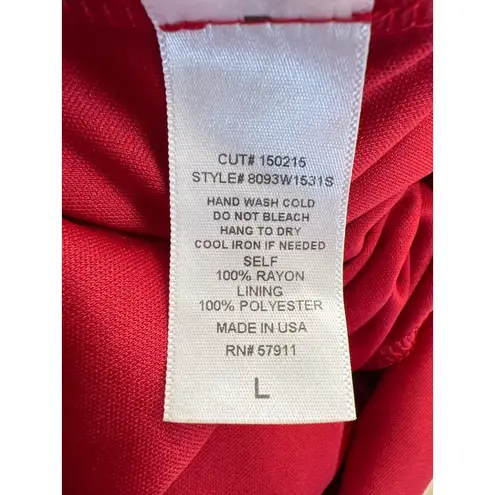 CUT# 150215
STYLE# 8093W1531S
HAND WASH COLD
DO NOT BLEACH
HANG TO DRY
COOL IRON IF NEEDED
SELF
100% RAYON
LINING
100% POLYESTER
MADE IN USA
RN# 57911
L